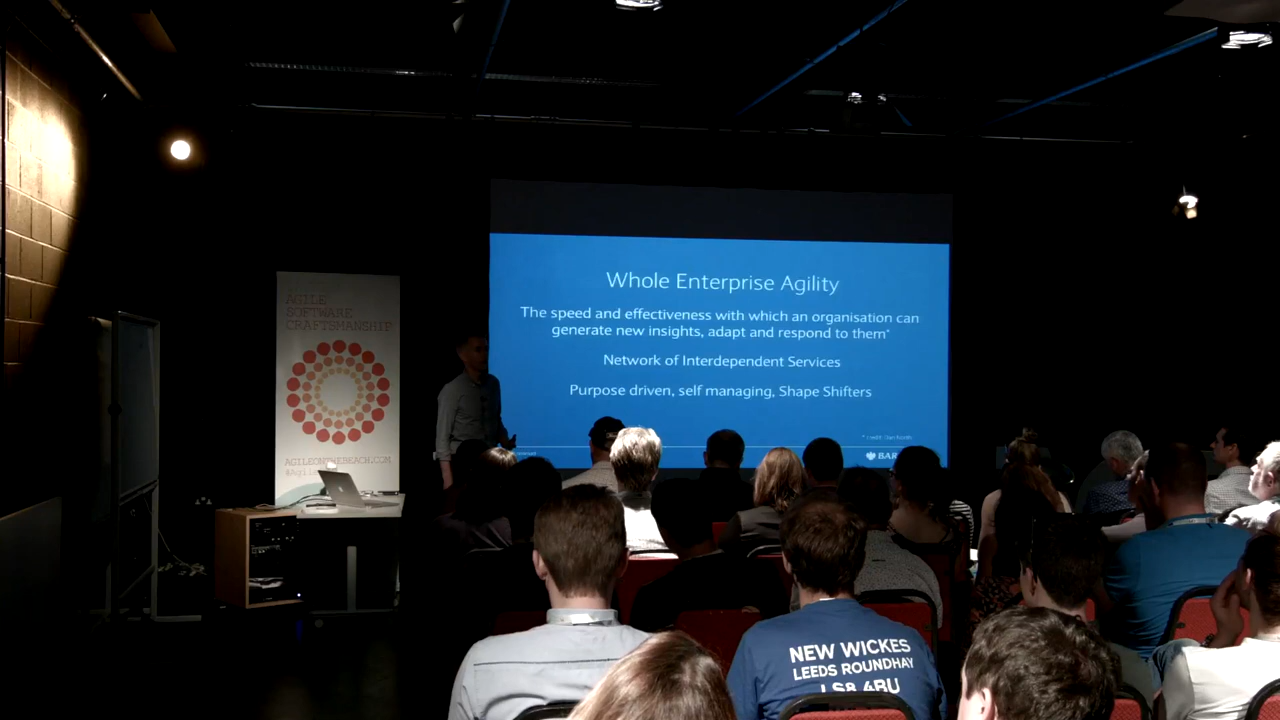 AGILE
SOFTWARE
CRAFTSMANSHIP
AGILEONTHEBEACH.COM
Whole Enterprise Agility
The speed and effectiveness with which an organisation can
generate new insights, adapt and respond to them*
Network of Interdependent Services
Purpose driven, self managing, Shape Shifters
NEW WICKES
LEEDS ROUNDHAY
LS8 4BU